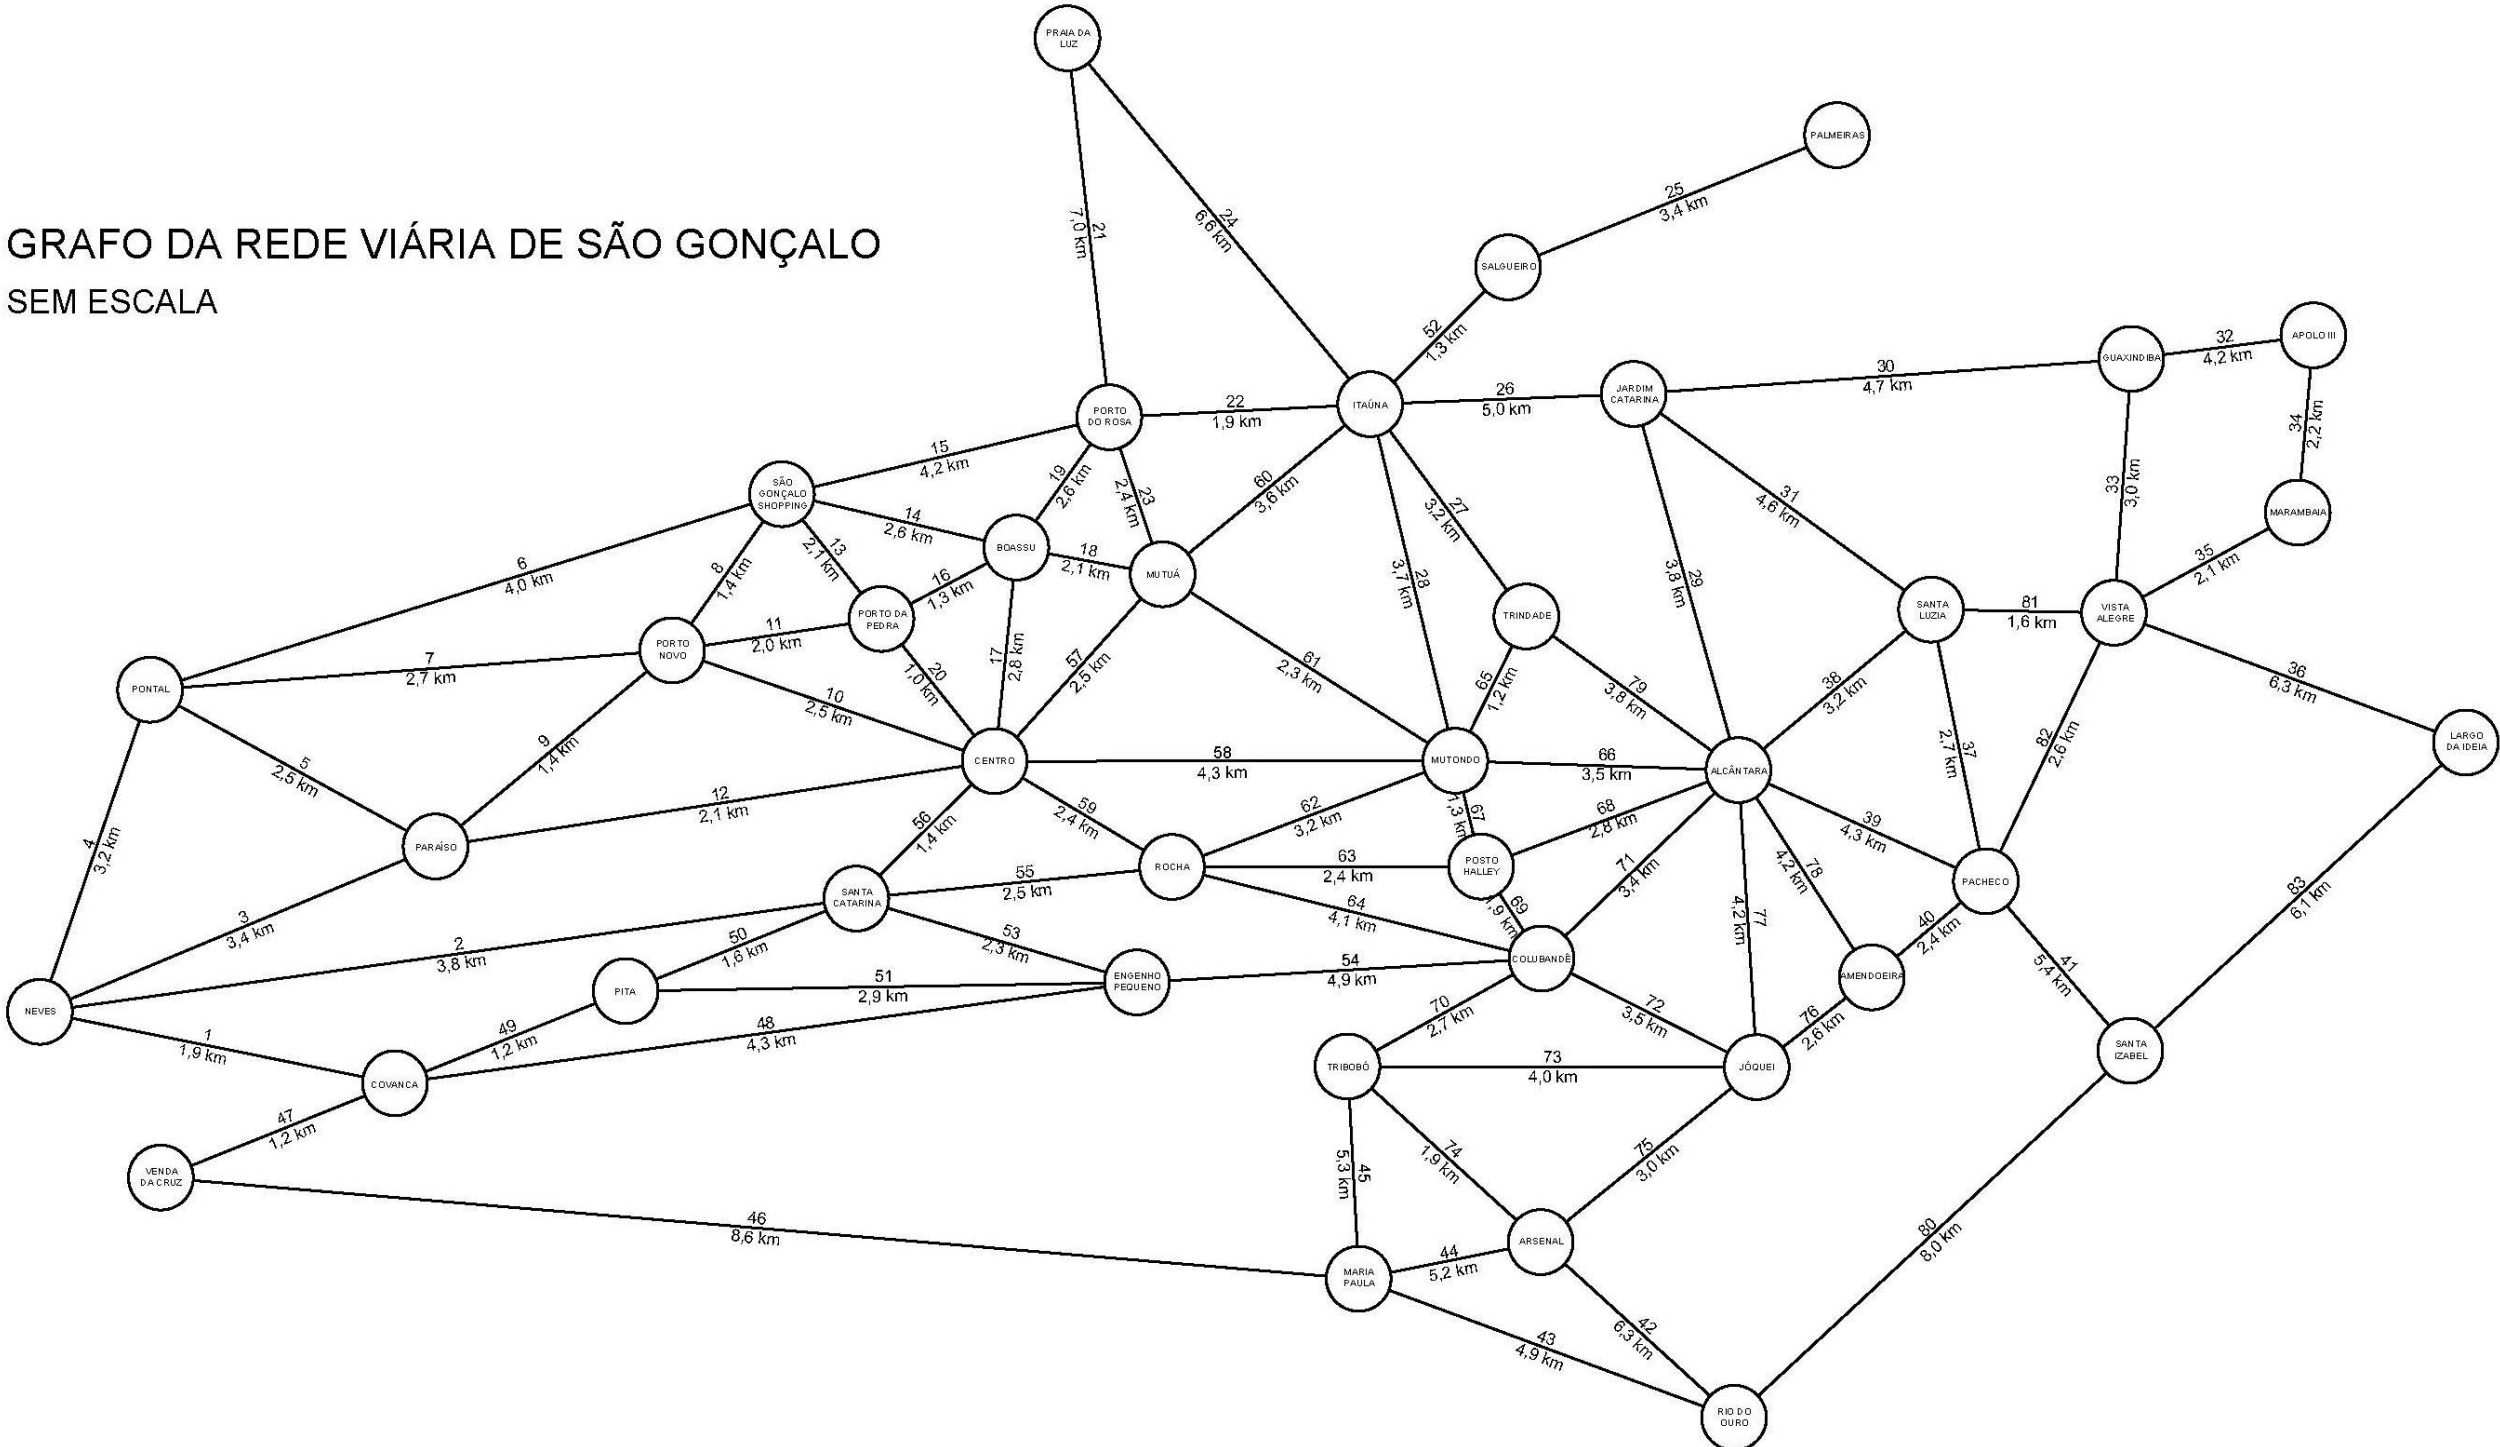 PRAIA DA
LUZ
PALMEIRAS
25
3,4 km
21
7,0 km
24
6,6 km
GRAFO DA REDE VIÁRIA DE SÃO GONÇALO
SEM ESCALA
SALGUEIRO
52
1,3 km
APOLO III
32
4,2 km
GUAXINDIBA
30
4,7 km
JARDIM
CATARINA
26
5,0 km
ITAÚNA
22
1,9 km
PORTO
DO ROSA
15
4,2 km
34
2,2 km
19
2,6 km
23
2,4 km
60
3,6 km
27
3,2 km
31
4,6 km
33
3,0 km
SÃO
GONÇALO
SHOPPING
14
2,6 km
MARAMBAIA
13
2,1 km
BOASSU
18
2,1 km
MUTUÁ
35
2,1 km
6
4,0 km
8
1,4 km
16
1,3 km
28
3,7 km
29
3,8 km
SANTA
LUZIA
81
1,6 km
VISTA
ALEGRE
PORTO DA
PEDRA
TRINDADE
11
2,0 km
PORTO
NOVO
17
2,8 km
57
2,5 km
61
2,3 km
7
2,7 km
PONTAL
20
1,0 km
65
1,2 km
79
3,8 km
38
3,2 km
36
6,3 km
10
2,5 km
37
2,7 km
82
2,6 km
LARGO
DA IDEIA
9
1,4 km
5
2,5 km
CENTRO
58
4,3 km
MUTONDO
66
3,5 km
ALCÂNTARA
12
2,1 km
59
2,4 km
62
3,2 km
67
1,3 km
68
2,8 km
39
4,3 km
4
3,2 km
PARAÍSO
56
1,4 km
ROCHA
63
2,4 km
POSTO
HALLEY
71
3,4 km
78
4,2 km
PACHECO
55
2,5 km
SANTA
CATARINA
64
4,1 km
69
1,9 km
77
4,2 km
40
2,4 km
83
6,1 km
3
3,4 km
2
3,8 km
50
1,6 km
53
2,3 km
54
4,9 km
COLUBANDÊ
41
5,4 km
PITA
51
2,9 km
ENGENHO
PEQUENO
AMENDOEIRA
NEVES
70
2,7 km
72
3,5 km
76
2,6 km
1
1,9 km
49
1,2 km
48
4,3 km
SANTA
IZABEL
COVANCA
TRIBOBÓ
73
4,0 km
JÓQUEI
47
1,2 km
74
1,9 km
75
3,0 km
VENDA
DA CRUZ
45
5,3 km
46
8,6 km
80
8,0 km
ARSENAL
44
5,2 km
MARIA
PAULA
43
4,9 km
42
6,3 km
RIO DO
OURO